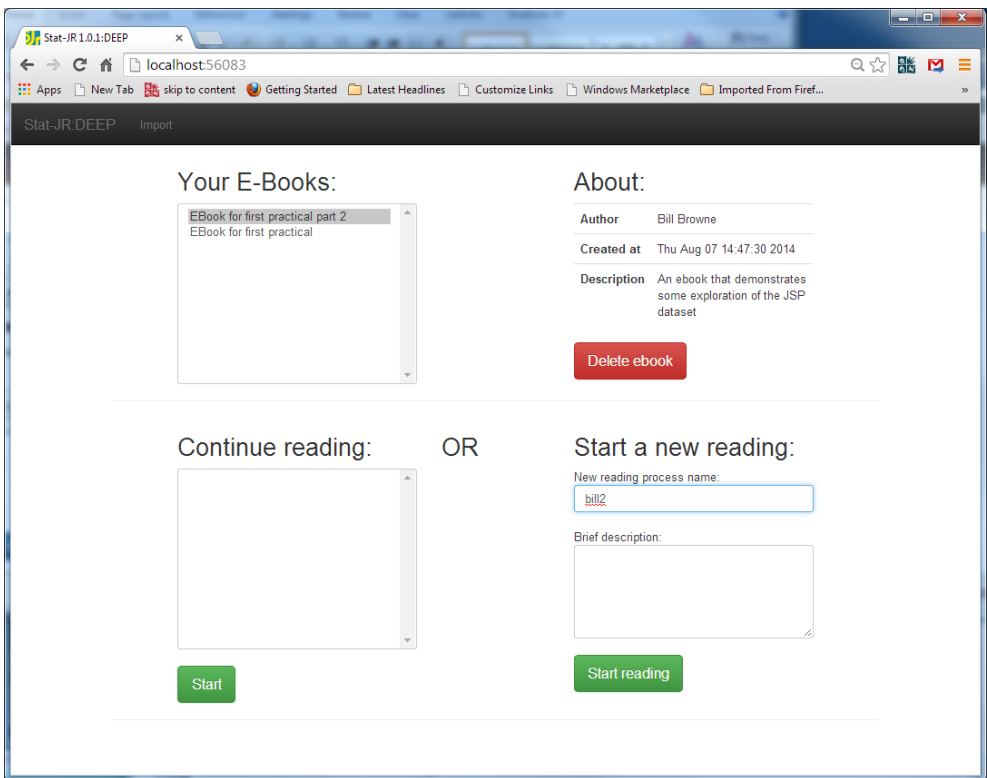 Stat-JR 1.0.1:DEEP
localhost:56083
Apps New Tab skip to content Getting Started Latest Headlines Customize Links Windows Marketplace Imported From Firef... »
Stat-JR:DEEP Import
Your E-Books:
EBook for first practical part 2
EBook for first practical
About:
Author Bill Browne
Created at Thu Aug 07 14:47:30 2014
Description An ebook that demonstrates
some exploration of the JSP
dataset
Delete ebook
Continue reading:
OR
Start a new reading:
New reading process name:
bill2
Brief description:
Start
Start reading